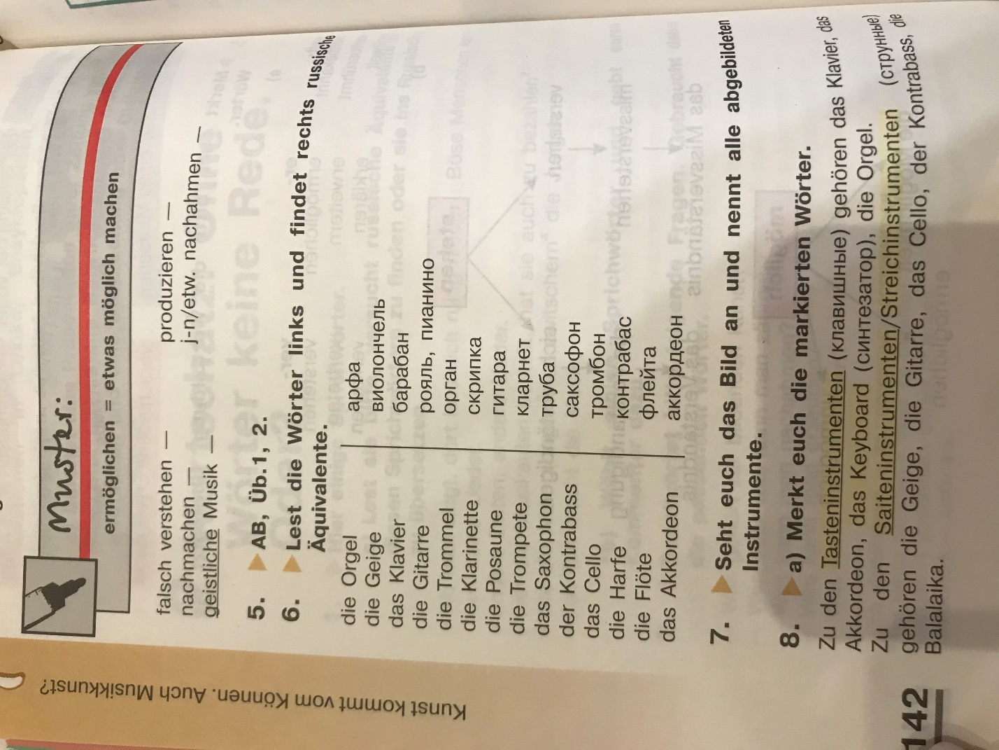 Muster:
ermöglichen = etwas möglich machen
falsch verstehen — produzieren —
nachmachen — j-n/etw. nachahmen —
geistliche Musik —
5. AB, Üb.1, 2.
6. Lest die Wörter links und findet rechts russische
Äquivalente.
die Orgel арфа
die Geige виолончель
das Klavier барабан
die Gitarre рояль, пианино
die Trommel орган
die Klarinette скрипка
die Posaune гитара
die Trompete кларнет
das Saxophon труба
der Kontrabass саксофон
das Cello тромбон
die Harfe контрабас
die Flöte флейта
das Akkordeon аккордеон
7. Seht euch das Bild an und nennt alle abgebildeten
Instrumente.
8. a) Merkt euch die markierten Wörter.
Zu den Tasteninstrumenten (клавишные) gehören das Klavier, das
Akkordeon, das Keyboard (синтезатор), die Orgel.
Zu den Saiteninstrumenten/Streichinstrumenten (струнные)
gehören die Geige, die Gitarre, das Cello, der Kontrabass, die
Balalaika.
142
Kunst kommt vom Können. Auch Musikkunst?